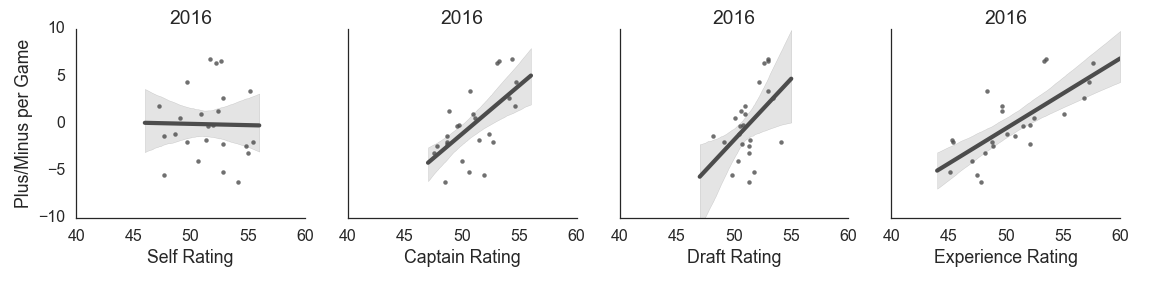 2016
2016
2016
2016
Plus/Minus per Game
10
5
0
−5
−10
40 45 50 55 60
40 45 50 55 60
40 45 50 55 60
40 45 50 55 60
Self Rating
Captain Rating
Draft Rating
Experience Rating